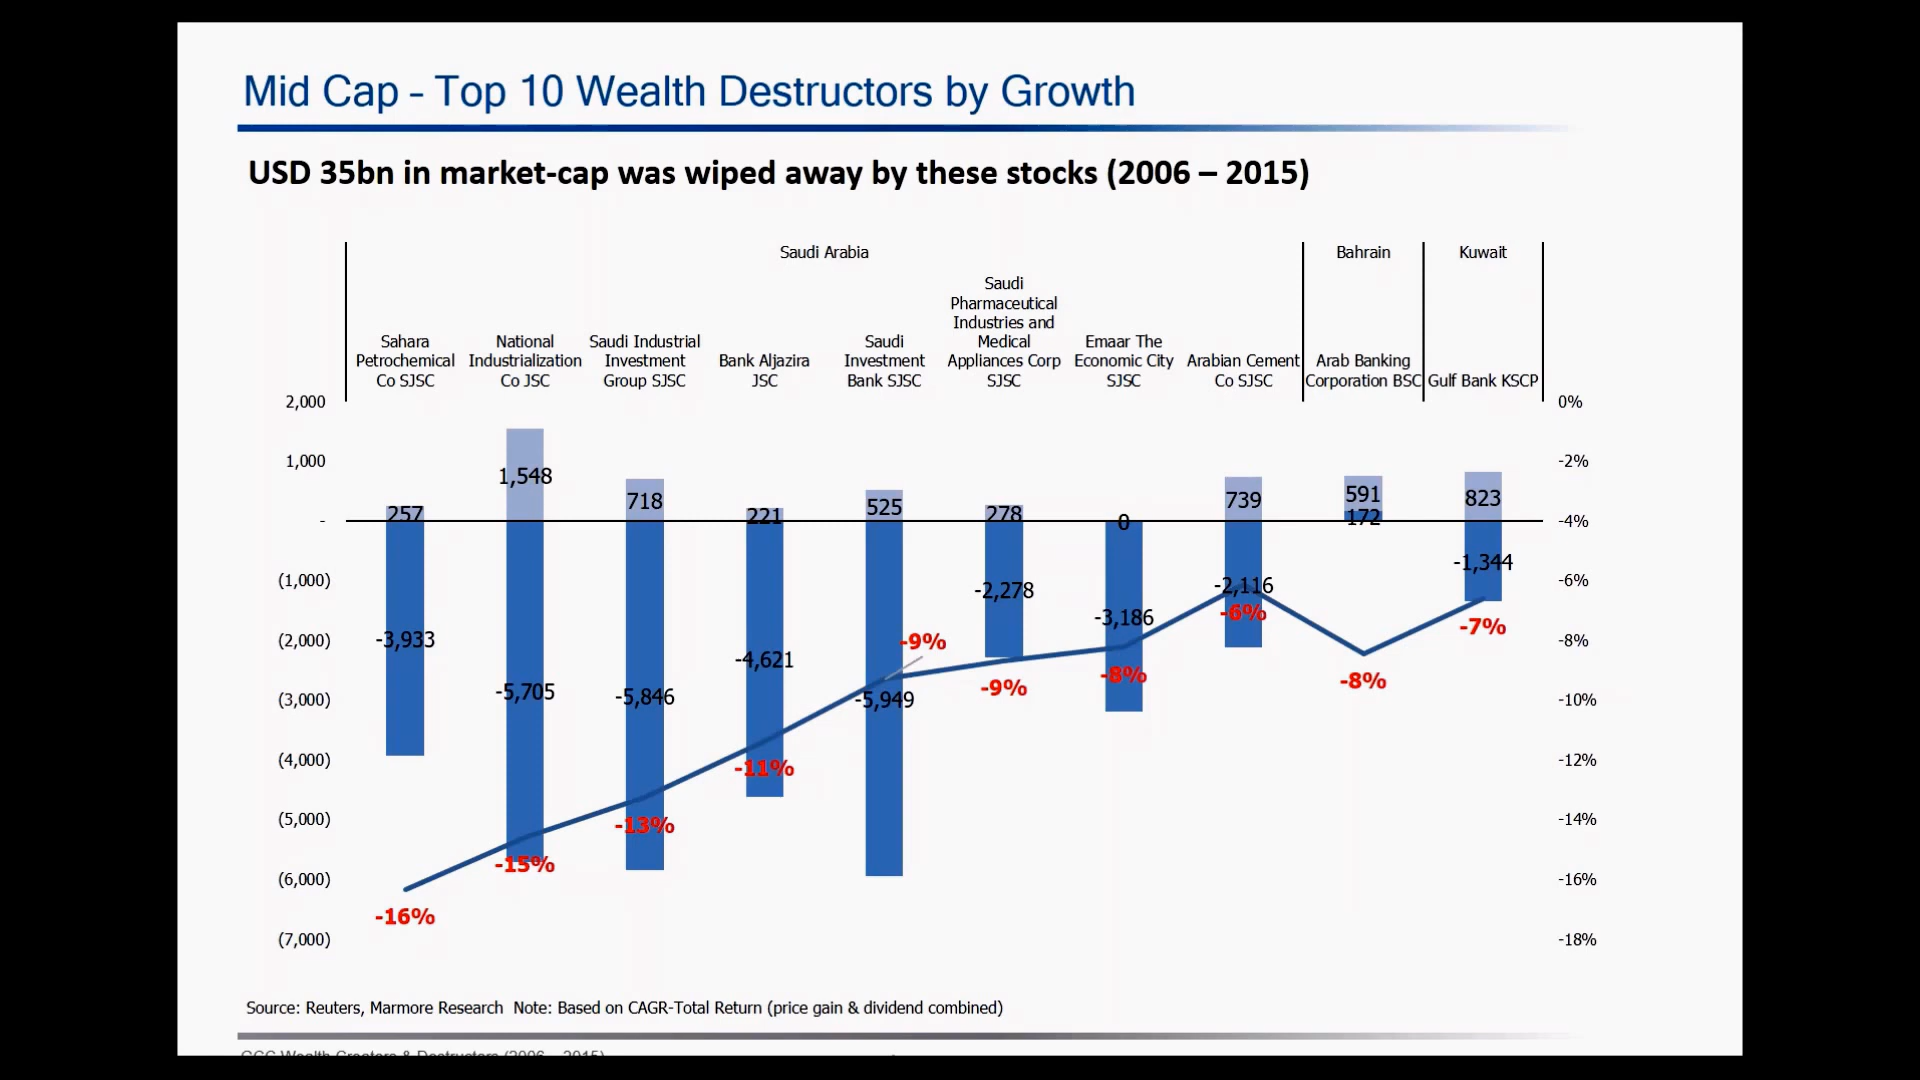 Mid Cap – Top 10 Wealth Destructors by Growth
USD 35bn in market-cap was wiped away by these stocks (2006 – 2015)
Saudi Arabia
Bahrain
Kuwait
Sahara
Petrochemical
Co SJSC
National
Industrialization
Co JSC
Saudi Industrial
Investment
Group SJSC
Bank Aljazira
JSC
Saudi
Investment
Bank SJSC
Saudi
Pharmaceutical
Industries and
Medical
Appliances Corp
SJSC
Emaar The
Economic City
SJSC
Arabian Cement
Co SJSC
Arab Banking
Corporation BSC
Gulf Bank KSCP
2,000
1,000
-
(1,000)
(2,000)
(3,000)
(4,000)
(5,000)
(6,000)
(7,000)
257
1,548
718
221
525
278
0
739
591
172
823
-3,933
-5,705
-5,846
-4,621
-5,949
-2,278
-3,186
-2,116
-1,344
-16%
-15%
-13%
-11%
-9%
-9%
-8%
-6%
-8%
-7%
0%
-2%
-4%
-6%
-8%
-10%
-12%
-14%
-16%
-18%
Source: Reuters, Marmore Research  Note: Based on CAGR-Total Return (price gain & dividend combined)
GCC Wealth Creators & Destructors (2006 – 2015)